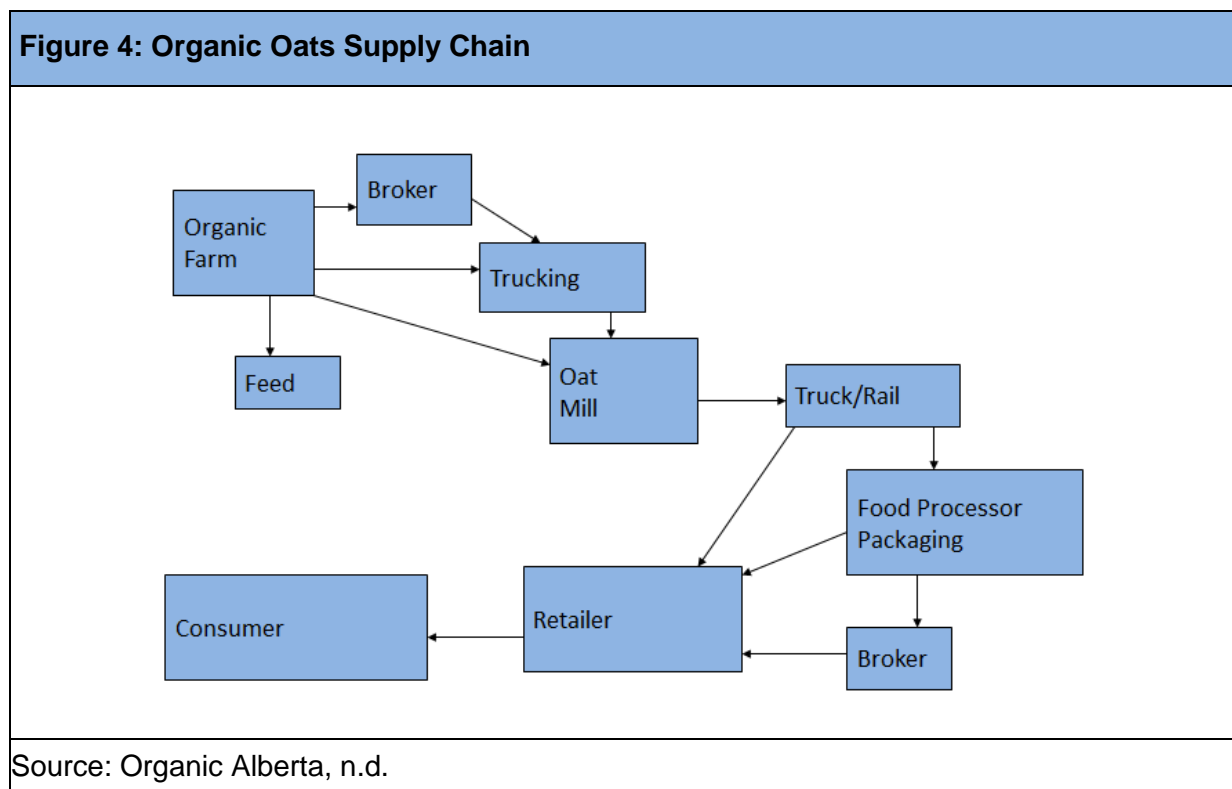 Figure 4: Organic Oats Supply Chain
Broker
Organic
Farm
Trucking
Feed
Oat
Mill
Truck/Rail
Food Processor
Packaging
Retailer
Consumer
Broker
Source: Organic Alberta, n.d.